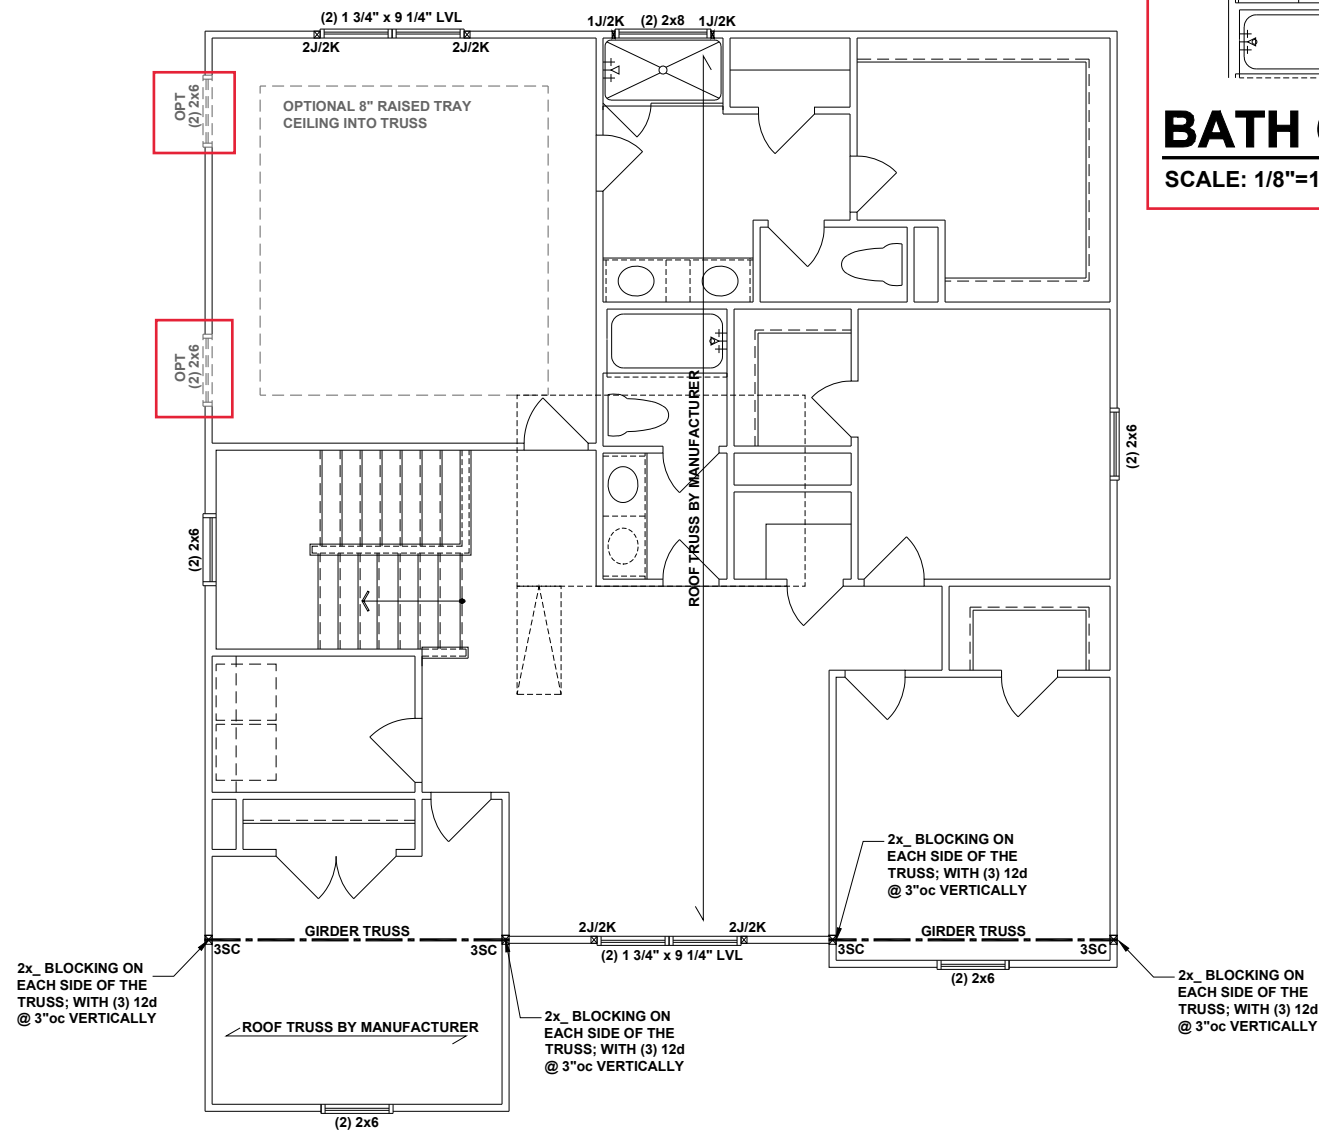 (2) 1 3/4" x 9 1/4" LVL
2J/2K
2J/2K
1J/2K
(2) 2x8
1J/2K
OPT
(2) 2x6
OPTIONAL 8" RAISED TRAY
CEILING INTO TRUSS
BATH
SCALE: 1/8"=1
OPT
(2) 2x6
(2) 2x6
ROOF TRUSS BY MANUFACTURER
(2) 2x6
2x_ BLOCKING ON
EACH SIDE OF THE
TRUSS; WITH (3) 12d
@ 3"oc VERTICALLY
GIRDER TRUSS
3SC
3SC
2J/2K
2J/2K
(2) 1 3/4" x 9 1/4" LVL
GIRDER TRUSS
3SC
3SC
(2) 2x6
2x_ BLOCKING ON
EACH SIDE OF THE
TRUSS; WITH (3) 12d
@ 3"oc VERTICALLY
2x_ BLOCKING ON
EACH SIDE OF THE
TRUSS; WITH (3) 12d
@ 3"oc VERTICALLY
2x_ BLOCKING ON
EACH SIDE OF THE
TRUSS; WITH (3) 12d
@ 3"oc VERTICALLY
ROOF TRUSS BY MANUFACTURER
(2) 2x6